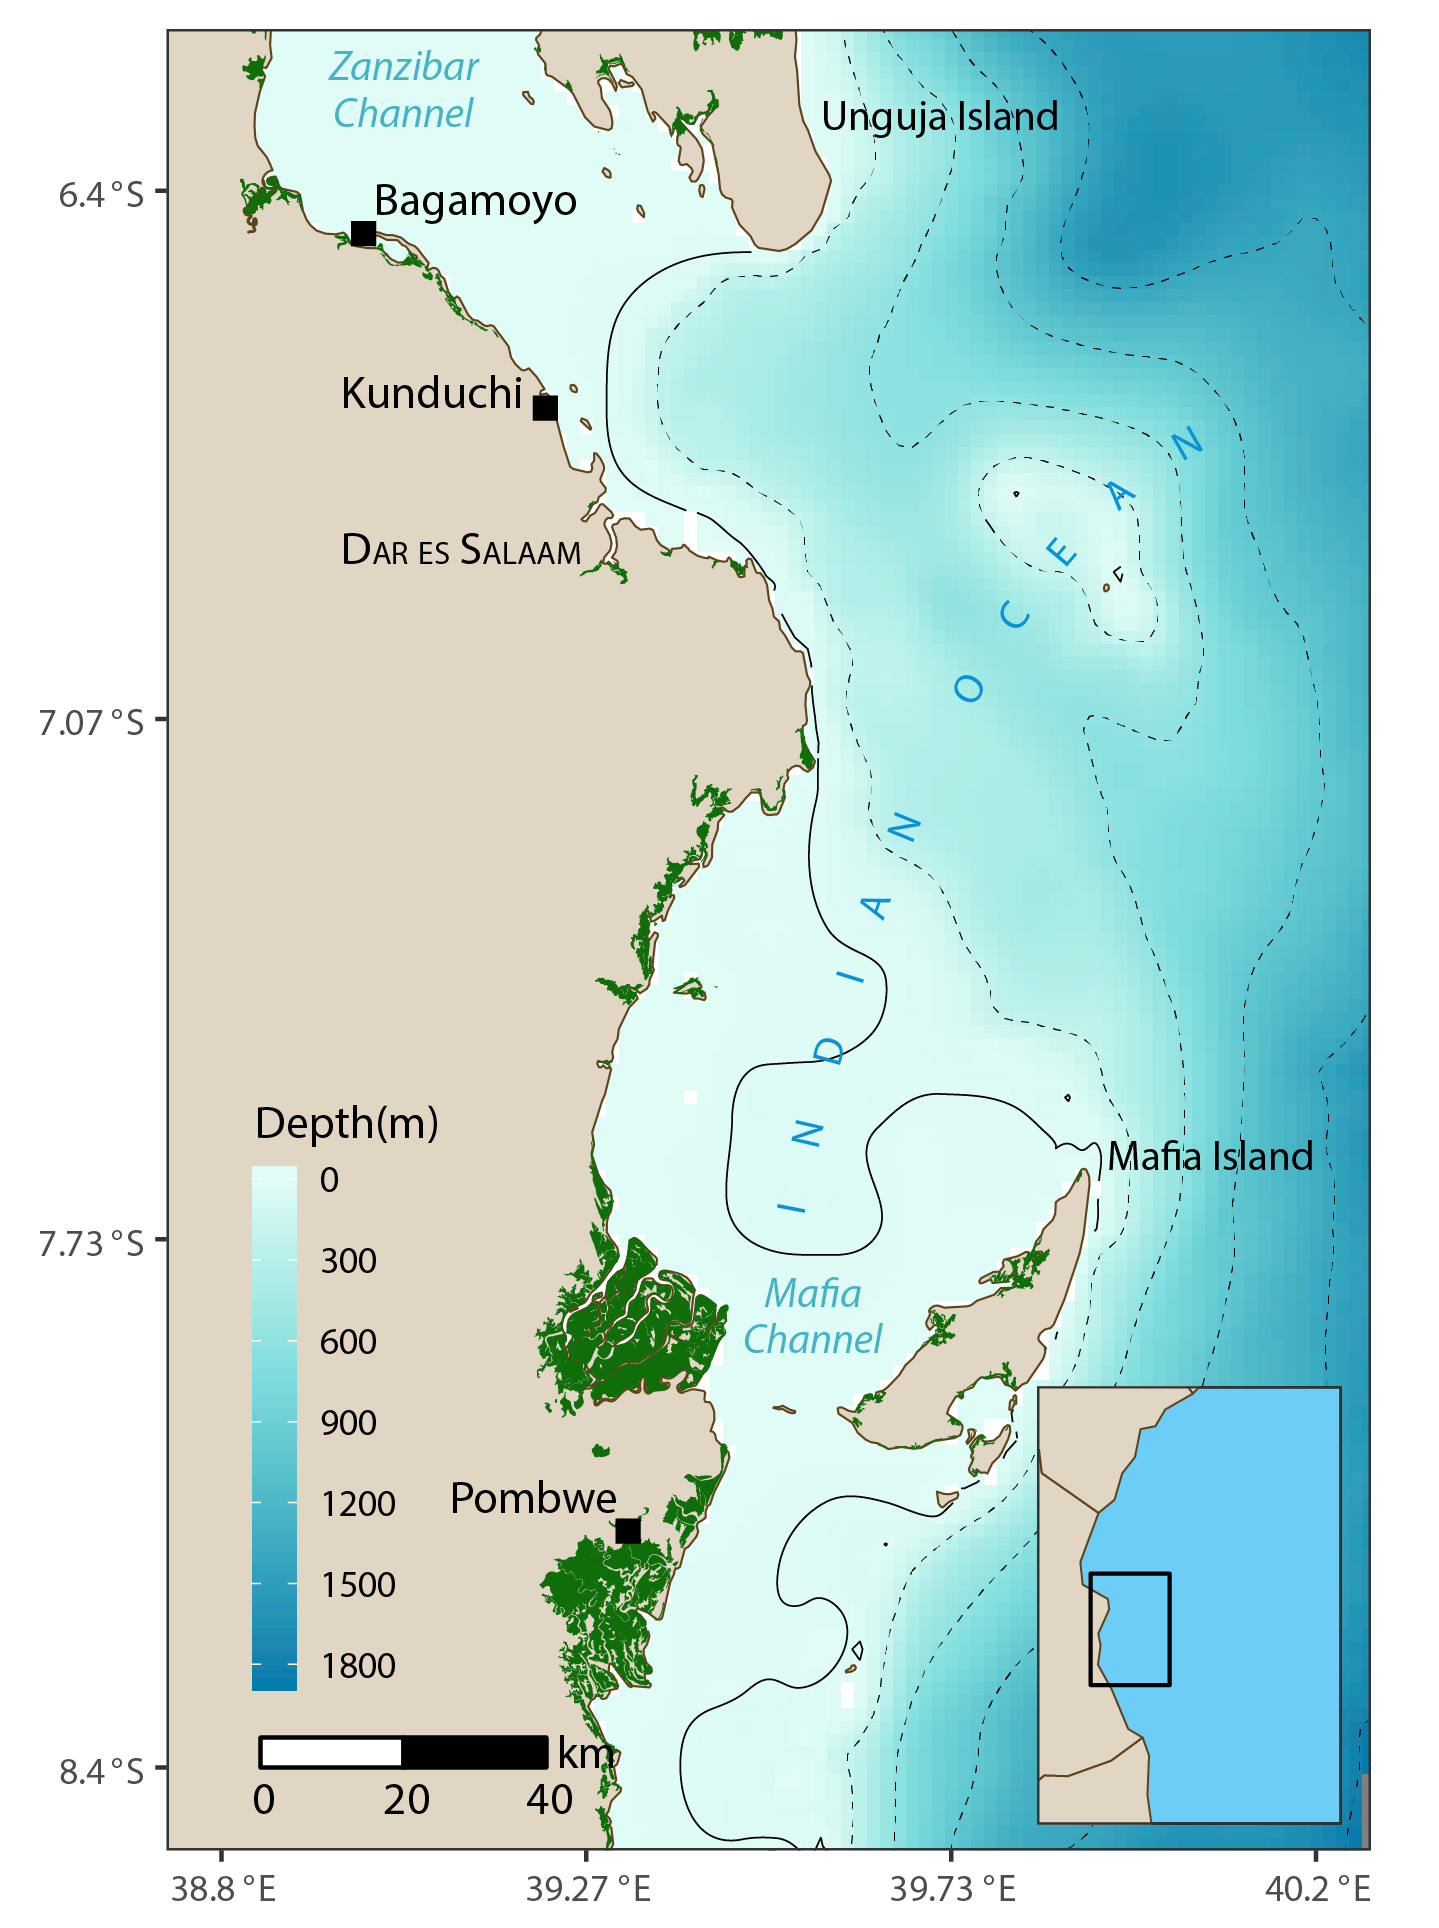 Zanzibar
Channel
Unguja Island
6.4 °S
Bagamoyo
Kunduchi
DAR ES SALAAM
7.07 °S
INDIAN OCEAN
Depth(m)
0
300
600
900
1200
1500
1800
Mafia Island
7.73 °S
Mafia
Channel
Pombwe
km
0 20 40
8.4 °S
38.8 °E 39.27 °E 39.73 °E 40.2 °E